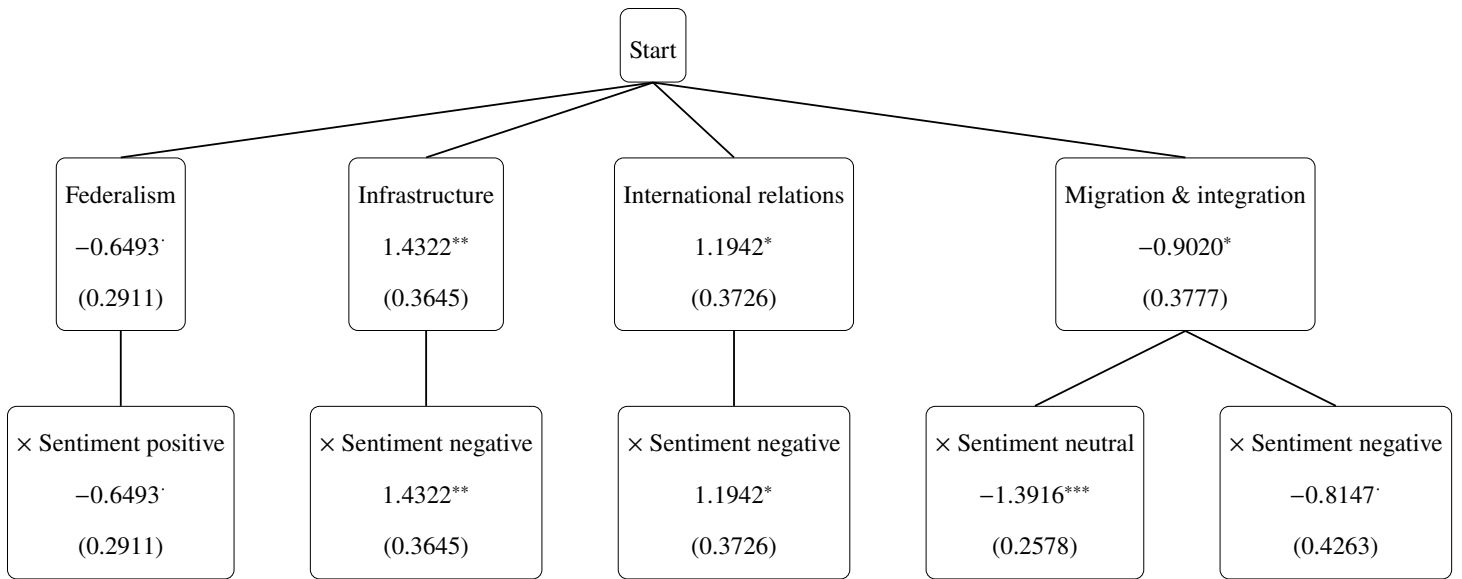 Start
Federalism
−0.6493·
(0.2911)
Infrastructure
1.4322**
(0.3645)
International relations
1.1942*
(0.3726)
Migration & integration
−0.9020*
(0.3777)
× Sentiment positive
−0.6493·
(0.2911)
× Sentiment negative
1.4322**
(0.3645)
× Sentiment negative
1.1942*
(0.3726)
× Sentiment neutral
−1.3916***
(0.2578)
× Sentiment negative
−0.8147·
(0.4263)